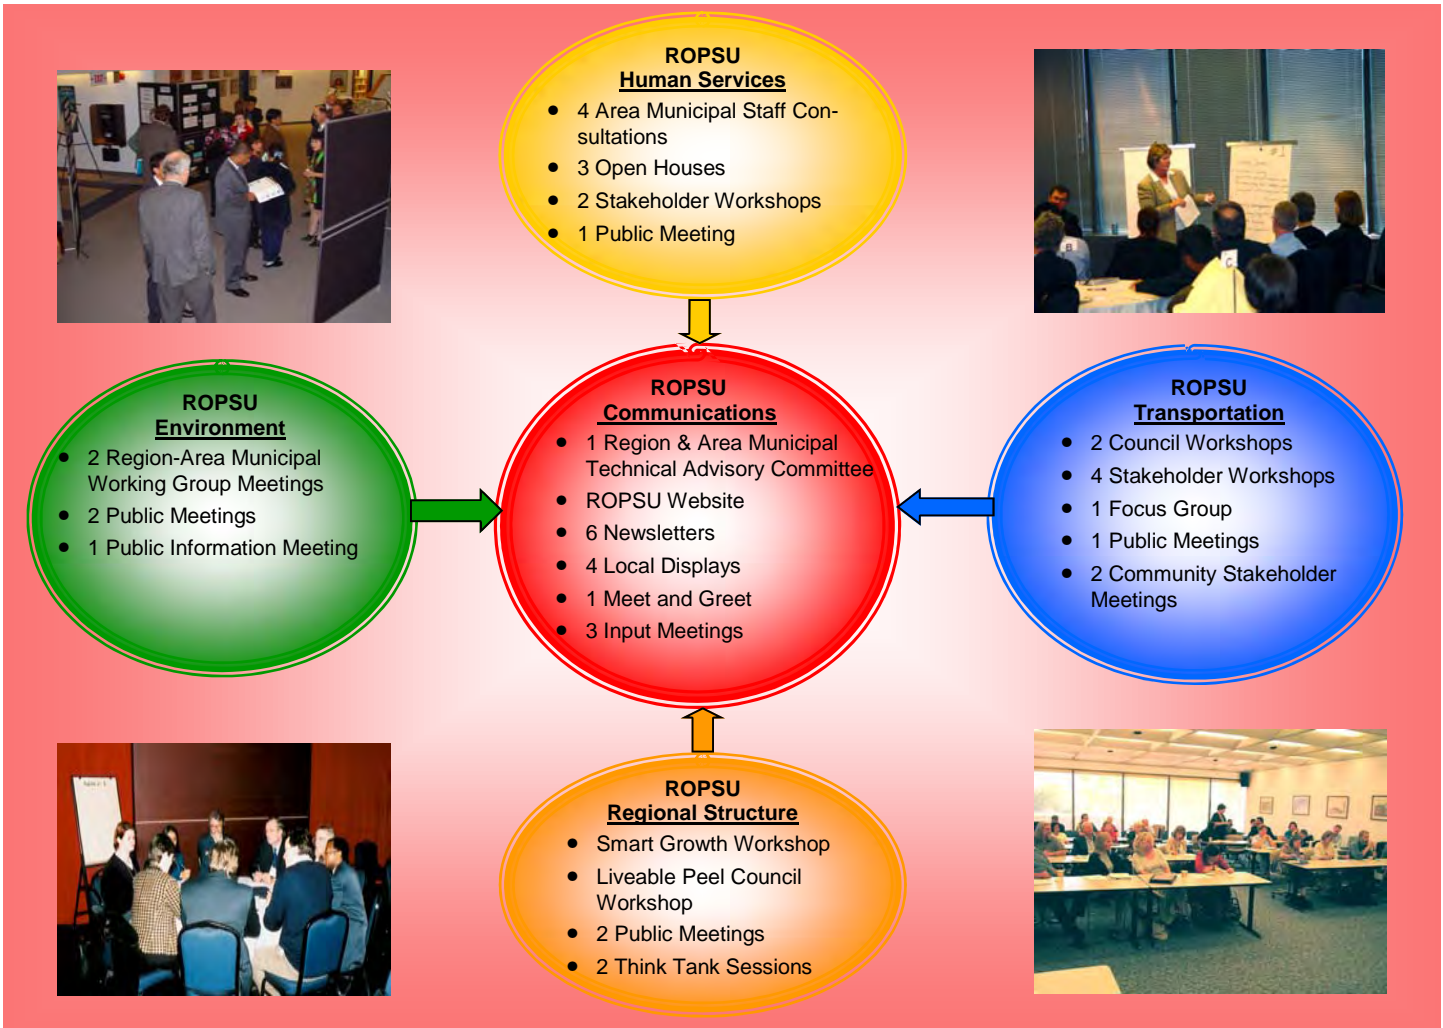 ROPSU
Human Services
• 4 Area Municipal Staff Con-
sultations
• 3 Open Houses
• 2 Stakeholder Workshops
• 1 Public Meeting
ROPSU
Environment
• 2 Region-Area Municipal
Working Group Meetings
• 2 Public Meetings
• 1 Public Information Meeting
ROPSU
Communications
• 1 Region & Area Municipal
Technical Advisory Committee
• ROPSU Website
• 6 Newsletters
• 4 Local Displays
• 1 Meet and Greet
• 3 Input Meetings
ROPSU
Transportation
• 2 Council Workshops
• 4 Stakeholder Workshops
• 1 Focus Group
• 1 Public Meetings
• 2 Community Stakeholder
Meetings
ROPSU
Regional Structure
• Smart Growth Workshop
• Liveable Peel Council
Workshop
• 2 Public Meetings
• 2 Think Tank Sessions